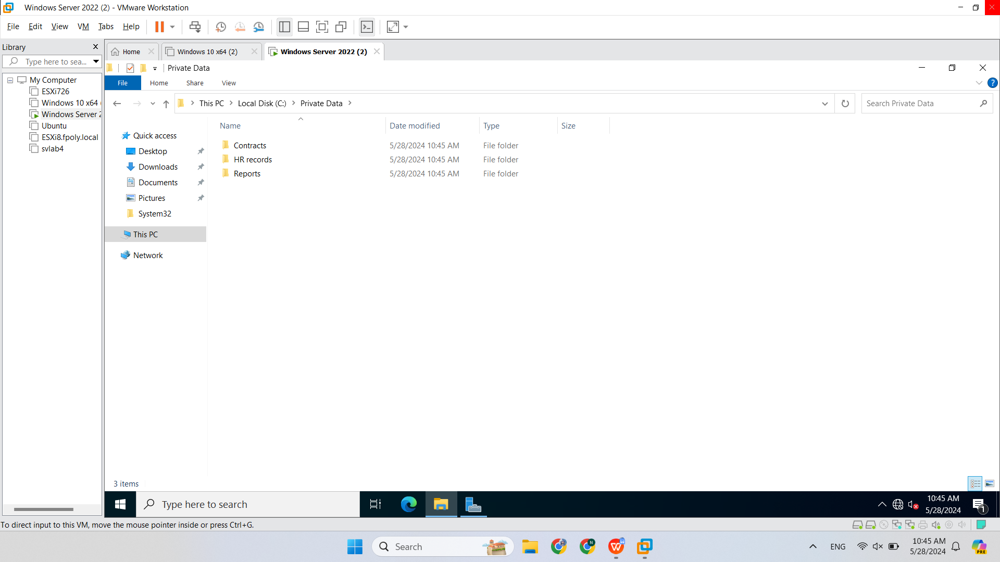 Windows Server 2022 (2) - VMware Workstation
File Edit View VM Tabs Help
Library
Type here to sea...
My Computer
ESXi726
Windows 10 x64
Windows Server 2
Ubuntu
ESXi8.fpoly.local
svlab4
Home
Windows 10 x64 (2)
Windows Server 2022 (2)
Private Data
File Home Share View
This PC > Local Disk (C:) > Private Data >
Search Private Data
Name Date modified Type Size
Contracts 5/28/2024 10:45 AM File folder
HR records 5/28/2024 10:45 AM File folder
Reports 5/28/2024 10:45 AM File folder
Quick access
Desktop
Downloads
Documents
Pictures
System32
This PC
Network
3 items
Type here to search
10:45 AM
5/28/2024
1
To direct input to this VM, move the mouse pointer inside or press Ctrl+G.
Search
ENG
10:45 AM
5/28/2024
PRE